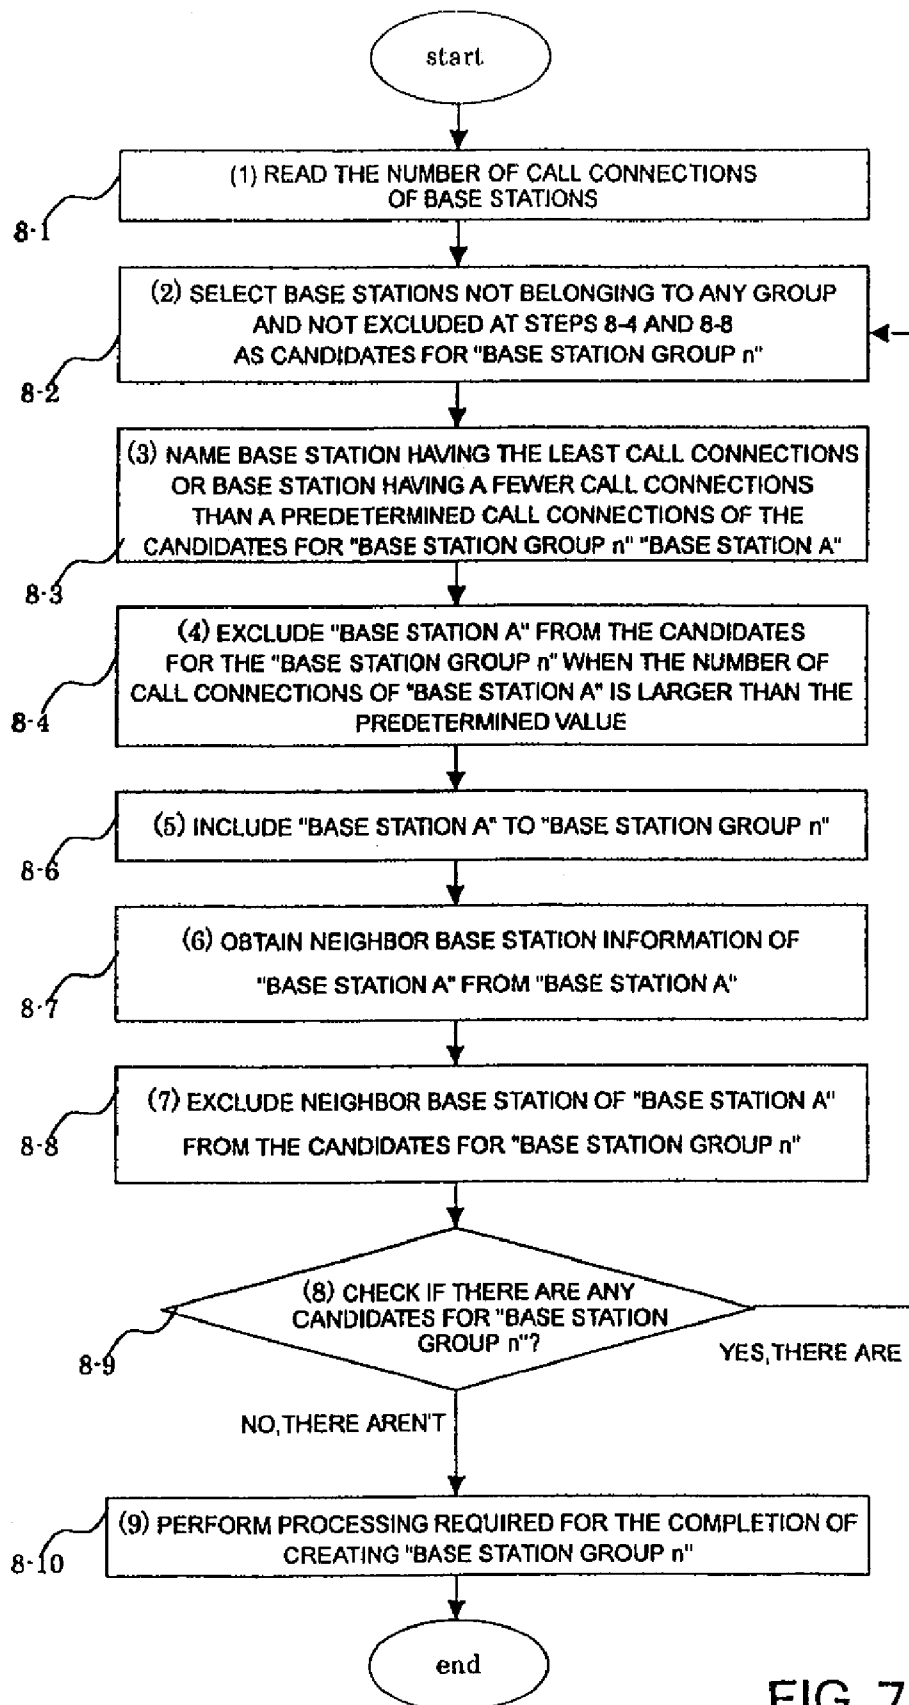 start
(1) READ THE NUMBER OF CALL CONNECTIONS
OF BASE STATIONS
8-1
(2) SELECT BASE STATIONS NOT BELONGING TO ANY GROUP
AND NOT EXCLUDED AT STEPS 8-4 AND 8-8
AS CANDIDATES FOR "BASE STATION GROUP n"
8-2
(3) NAME BASE STATION HAVING THE LEAST CALL CONNECTIONS
OR BASE STATION HAVING A FEWER CALL CONNECTIONS
THAN A PREDETERMINED CALL CONNECTIONS OF THE
CANDIDATES FOR "BASE STATION GROUP n" "BASE STATION A"
8-3
(4) EXCLUDE "BASE STATION A" FROM THE CANDIDATES
FOR THE "BASE STATION GROUP n" WHEN THE NUMBER OF
CALL CONNECTIONS OF "BASE STATION A" IS LARGER THAN THE
PREDETERMINED VALUE
8-4
(5) INCLUDE "BASE STATION A" TO "BASE STATION GROUP n"
8-6
(6) OBTAIN NEIGHBOR BASE STATION INFORMATION OF
"BASE STATION A" FROM "BASE STATION A"
8-7
(7) EXCLUDE NEIGHBOR BASE STATION OF "BASE STATION A"
FROM THE CANDIDATES FOR "BASE STATION GROUP n"
8-8
(8) CHECK IF THERE ARE ANY
CANDIDATES FOR "BASE STATION
GROUP n"?
8-9
YES,THERE ARE
NO,THERE AREN'T
(9) PERFORM PROCESSING REQUIRED FOR THE COMPLETION OF
CREATING "BASE STATION GROUP n"
8-10
end
FIG. 7